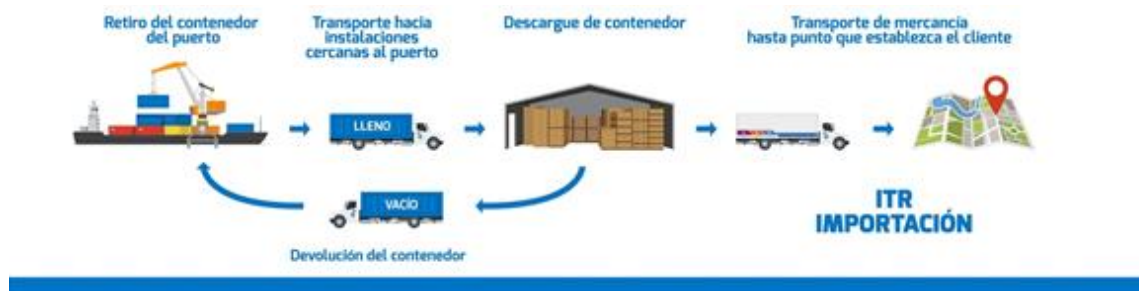 Retiro del contenedor
del puerto
Transporte hacia
instalaciones
cercanas al puerto
Descargue de contenedor
Transporte de mercancía
hasta punto que establezca el cliente
LLENO
VACÍO
Devolución del contenedor
ITR
IMPORTACIÓN